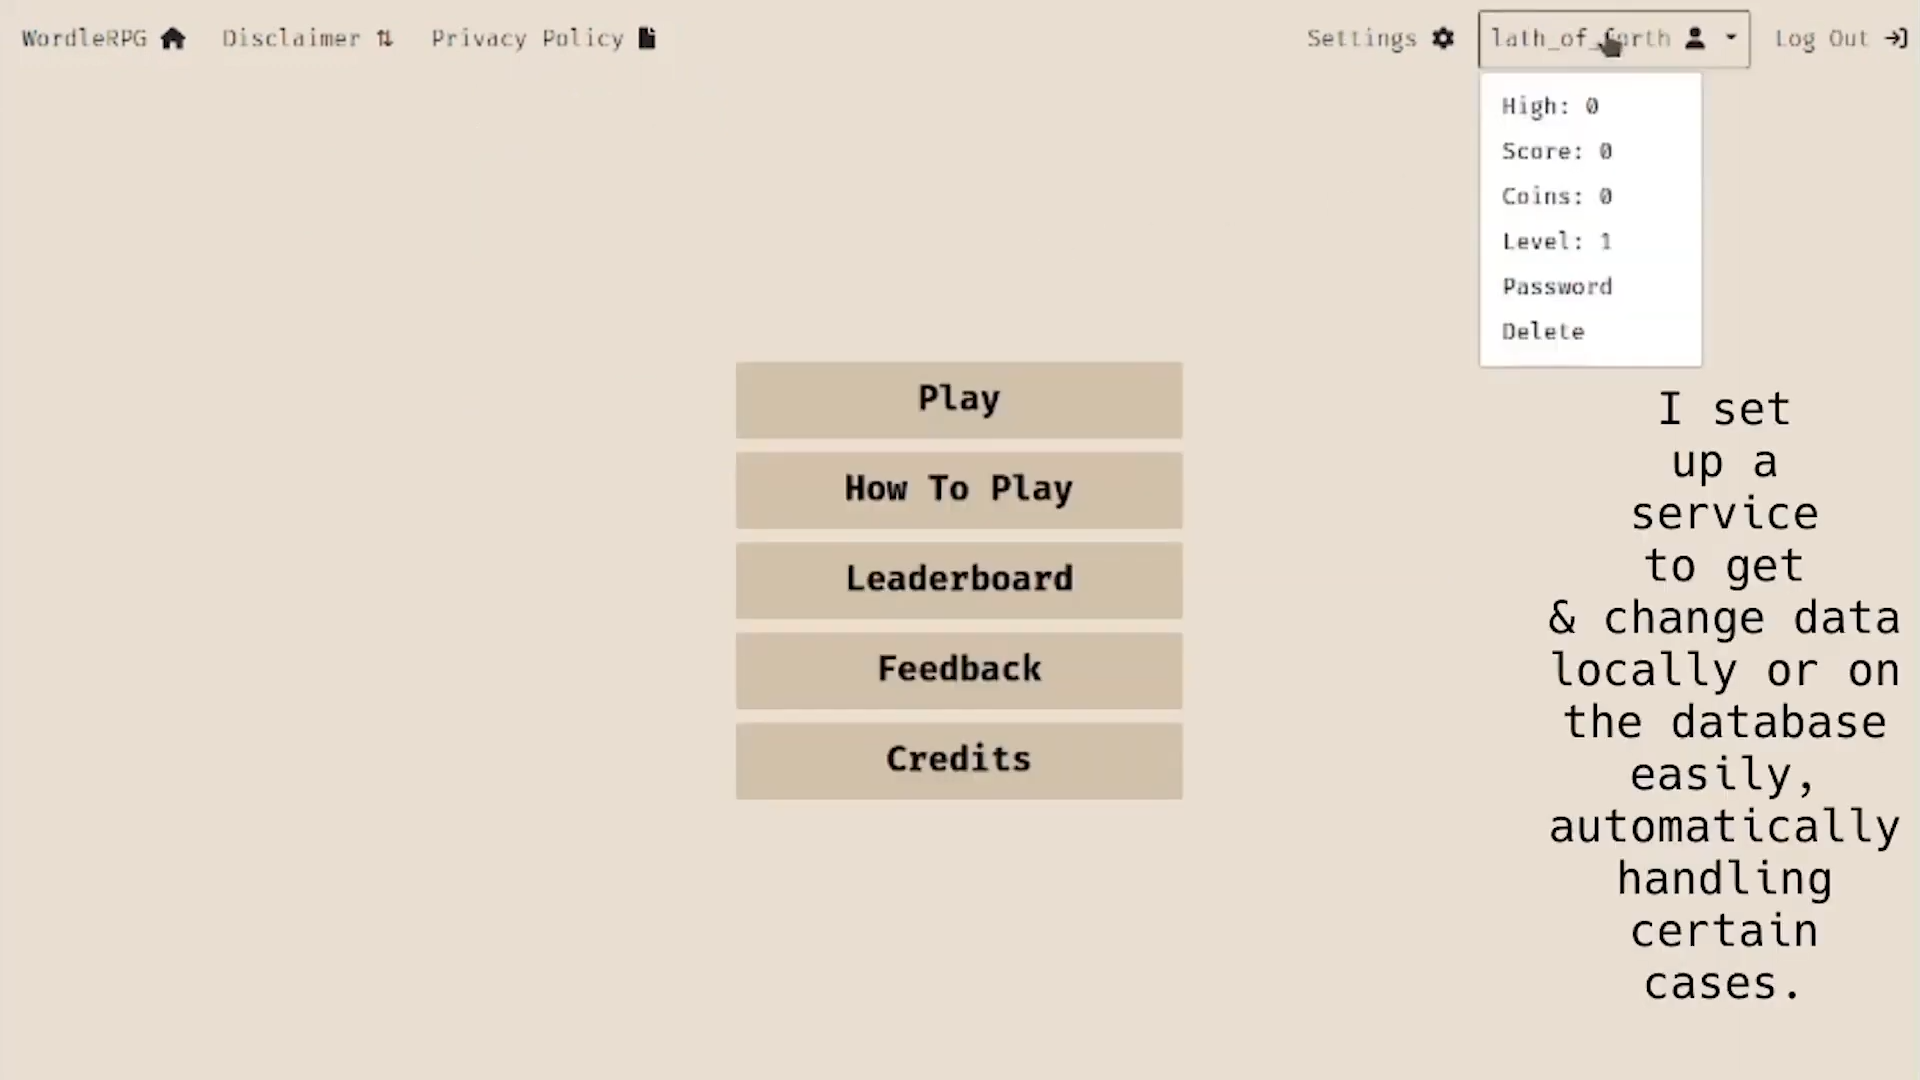 WordleRPG Disclaimer Privacy Policy Settings lath_of_ Log Out
High: 0
Score: 0
Coins: 0
Level: 1
Password
Delete
Play
How To Play
Leaderboard
Feedback
Credits
I set
up a
service
to get
& change data
locally or on
the database
easily,
automatically
handling
certain
cases.